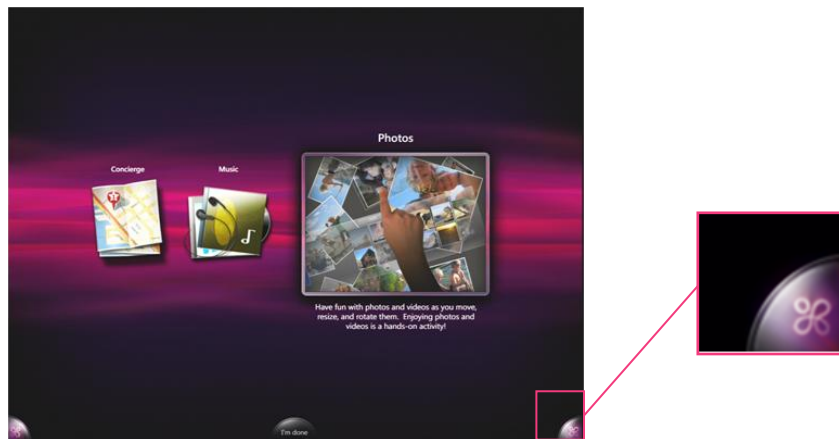 Photos
Concierge
Music
Have fun with photos and videos as you move,
resize, and rotate them. Enjoying photos and
videos is a hands-on activity!
I'm done